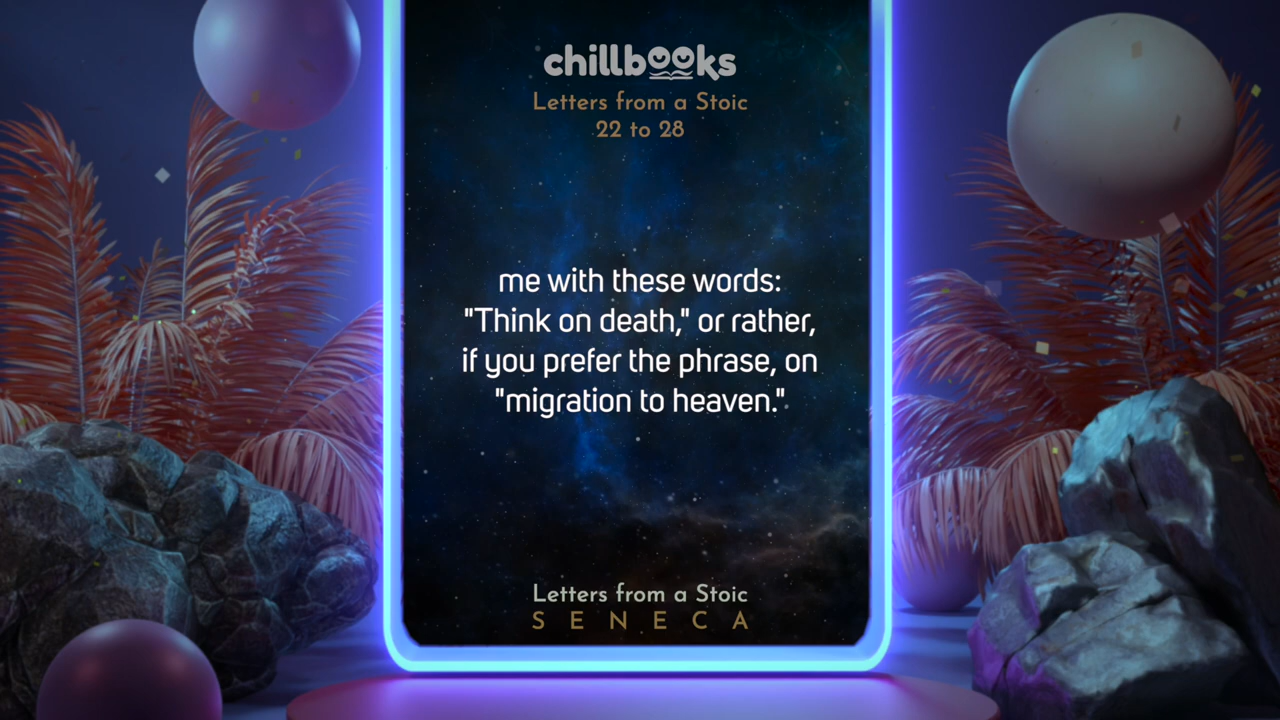 chillbooks
Letters from a Stoic
22 to 28
me with these words:
"Think on death," or rather,
if you prefer the phrase, on
"migration to heaven."
Letters from a Stoic
SENECA